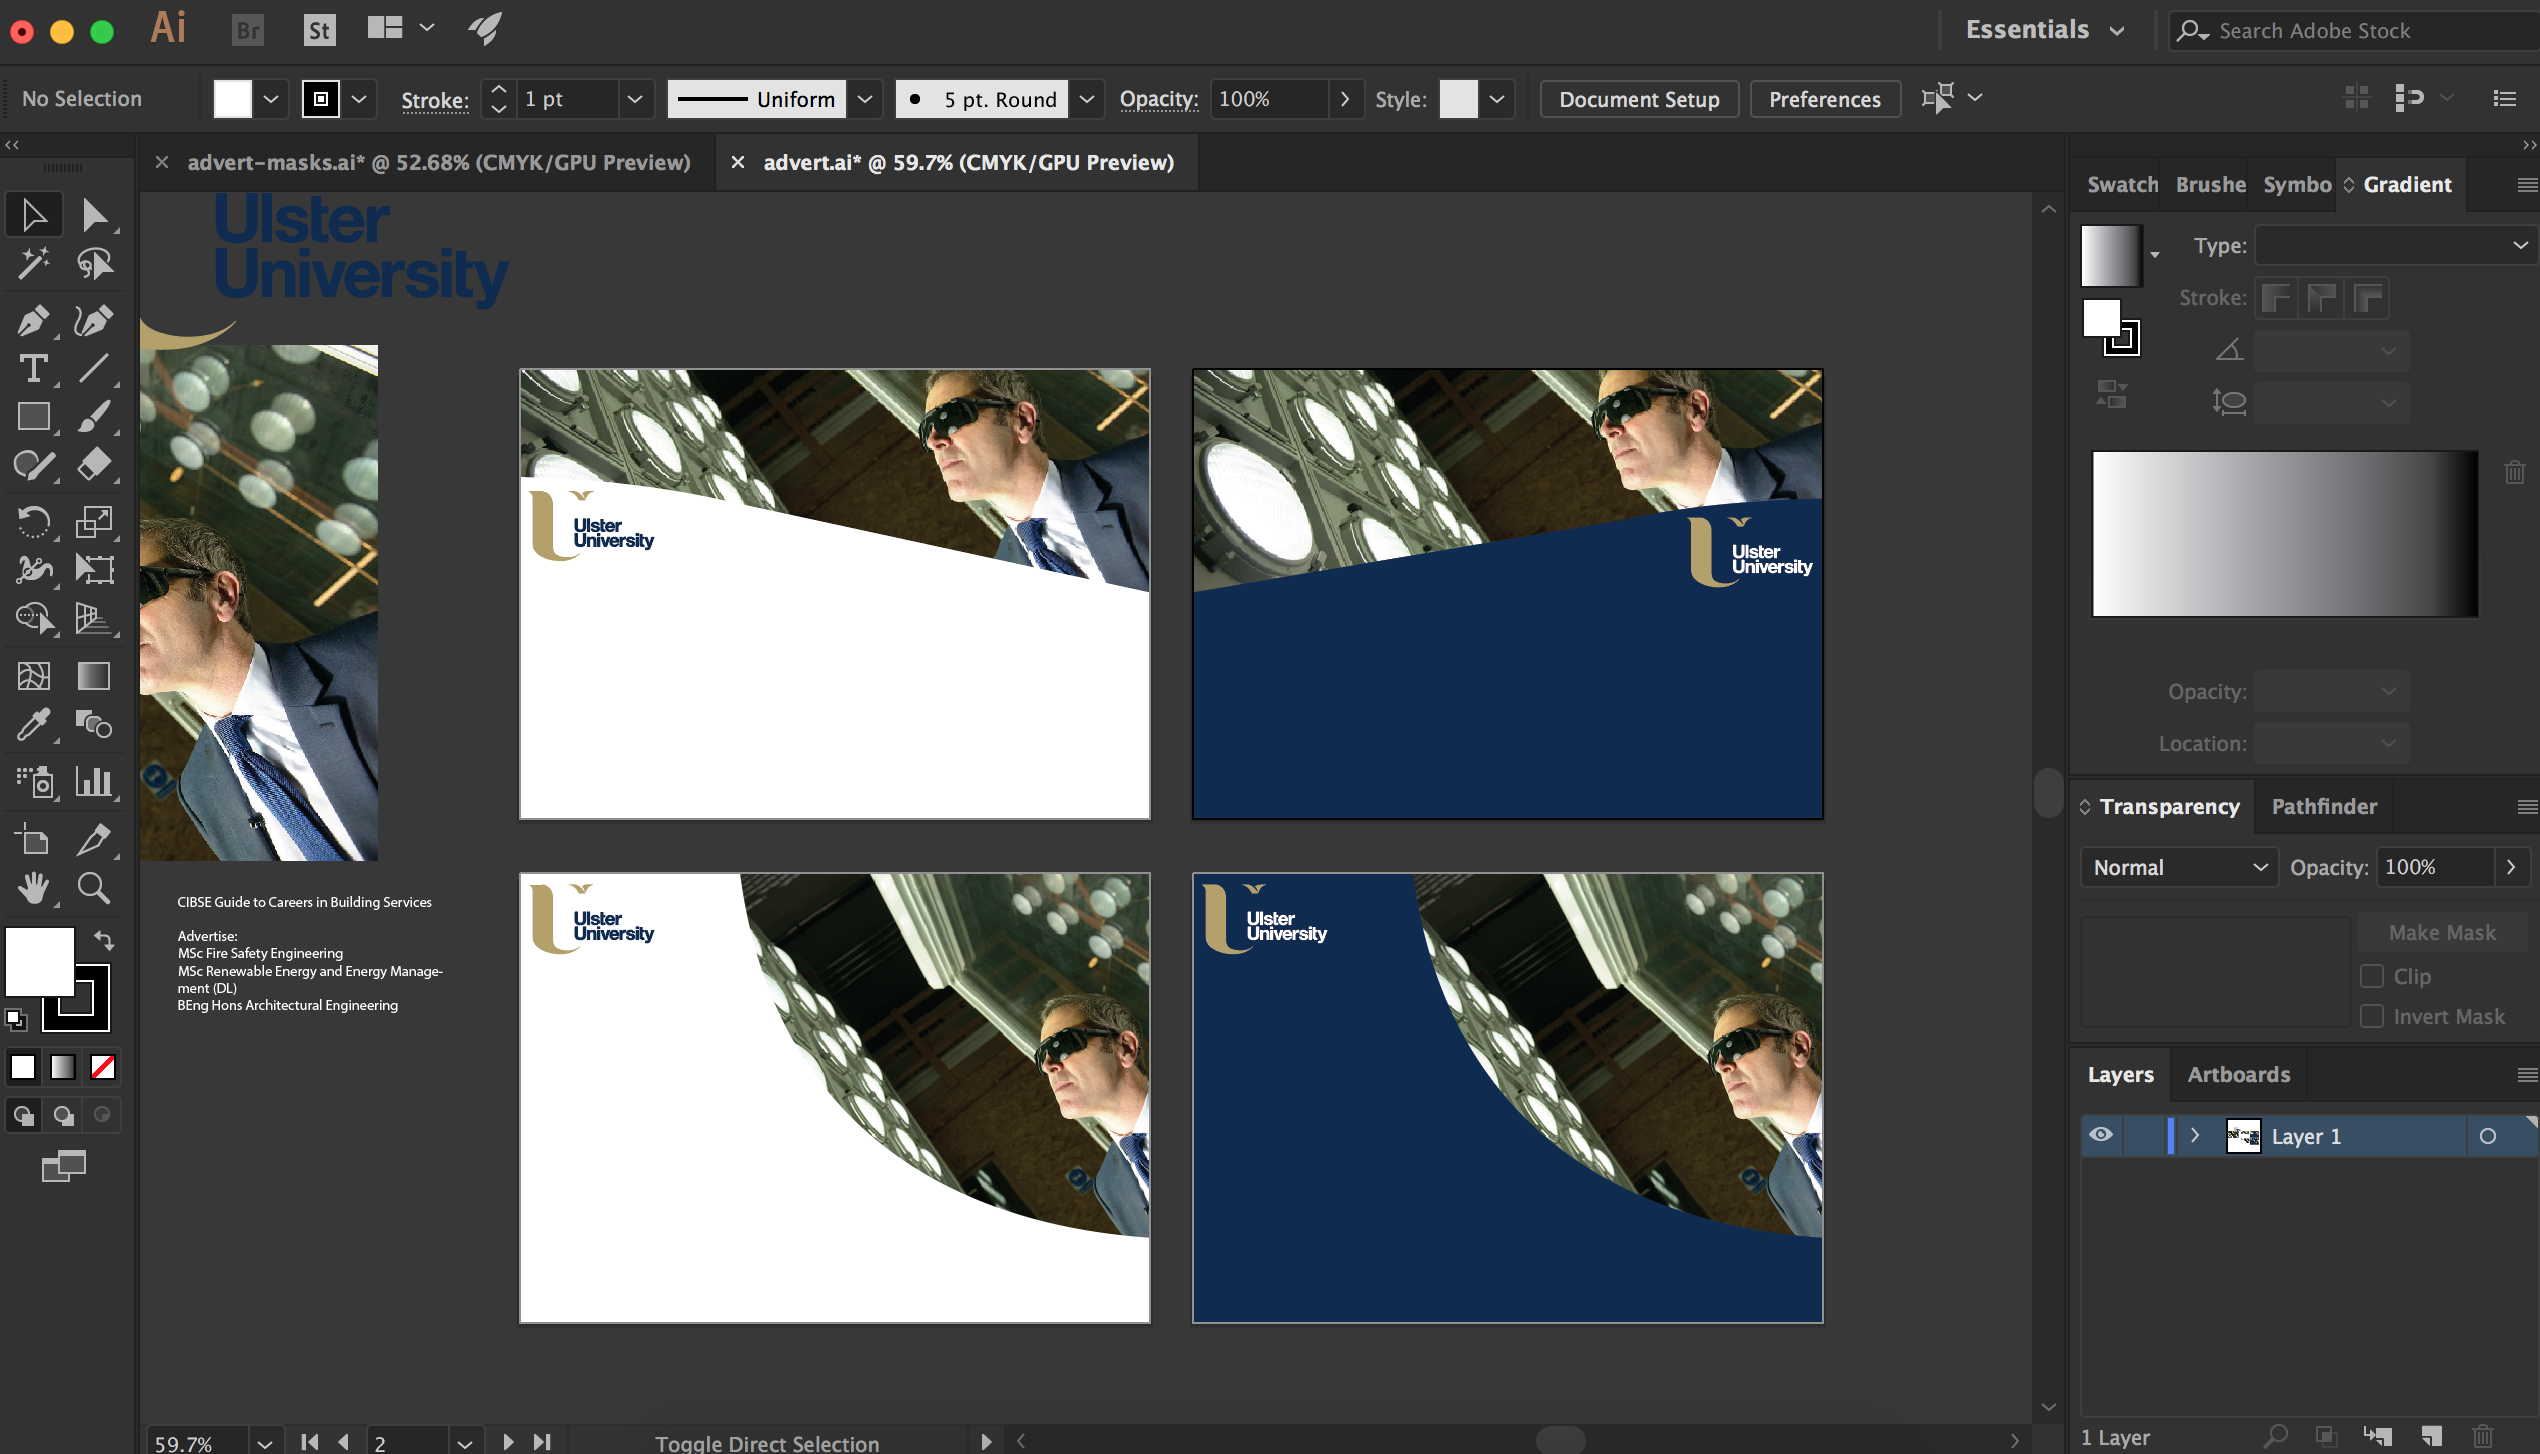 Ai
Br
St
Essentials
Search Adobe Stock
No Selection
Stroke:
1 pt
Uniform
5 pt. Round
Opacity:
100%
Style:
Document Setup
Preferences
advert-masks.ai* @ 52.68% (CMYK/GPU Preview)
advert.ai* @ 59.7% (CMYK/GPU Preview)
Ulster
University
Ulster
University
Ulster
University
CIBSE Guide to Careers in Building Services
Advertise:
MSc Fire Safety Engineering
MSc Renewable Energy and Energy Manage-
ment (DL)
BEng Hons Architectural Engineering
Ulster
University
Ulster
University
Swatch
Brushe
Symbo
Gradient
Type:
Stroke:
Opacity:
Location:
Transparency
Pathfinder
Normal
Opacity:
100%
Make Mask
Clip
Invert Mask
Layers
Artboards
Layer 1
1 Layer
59.7%
2
Toggle Direct Selection